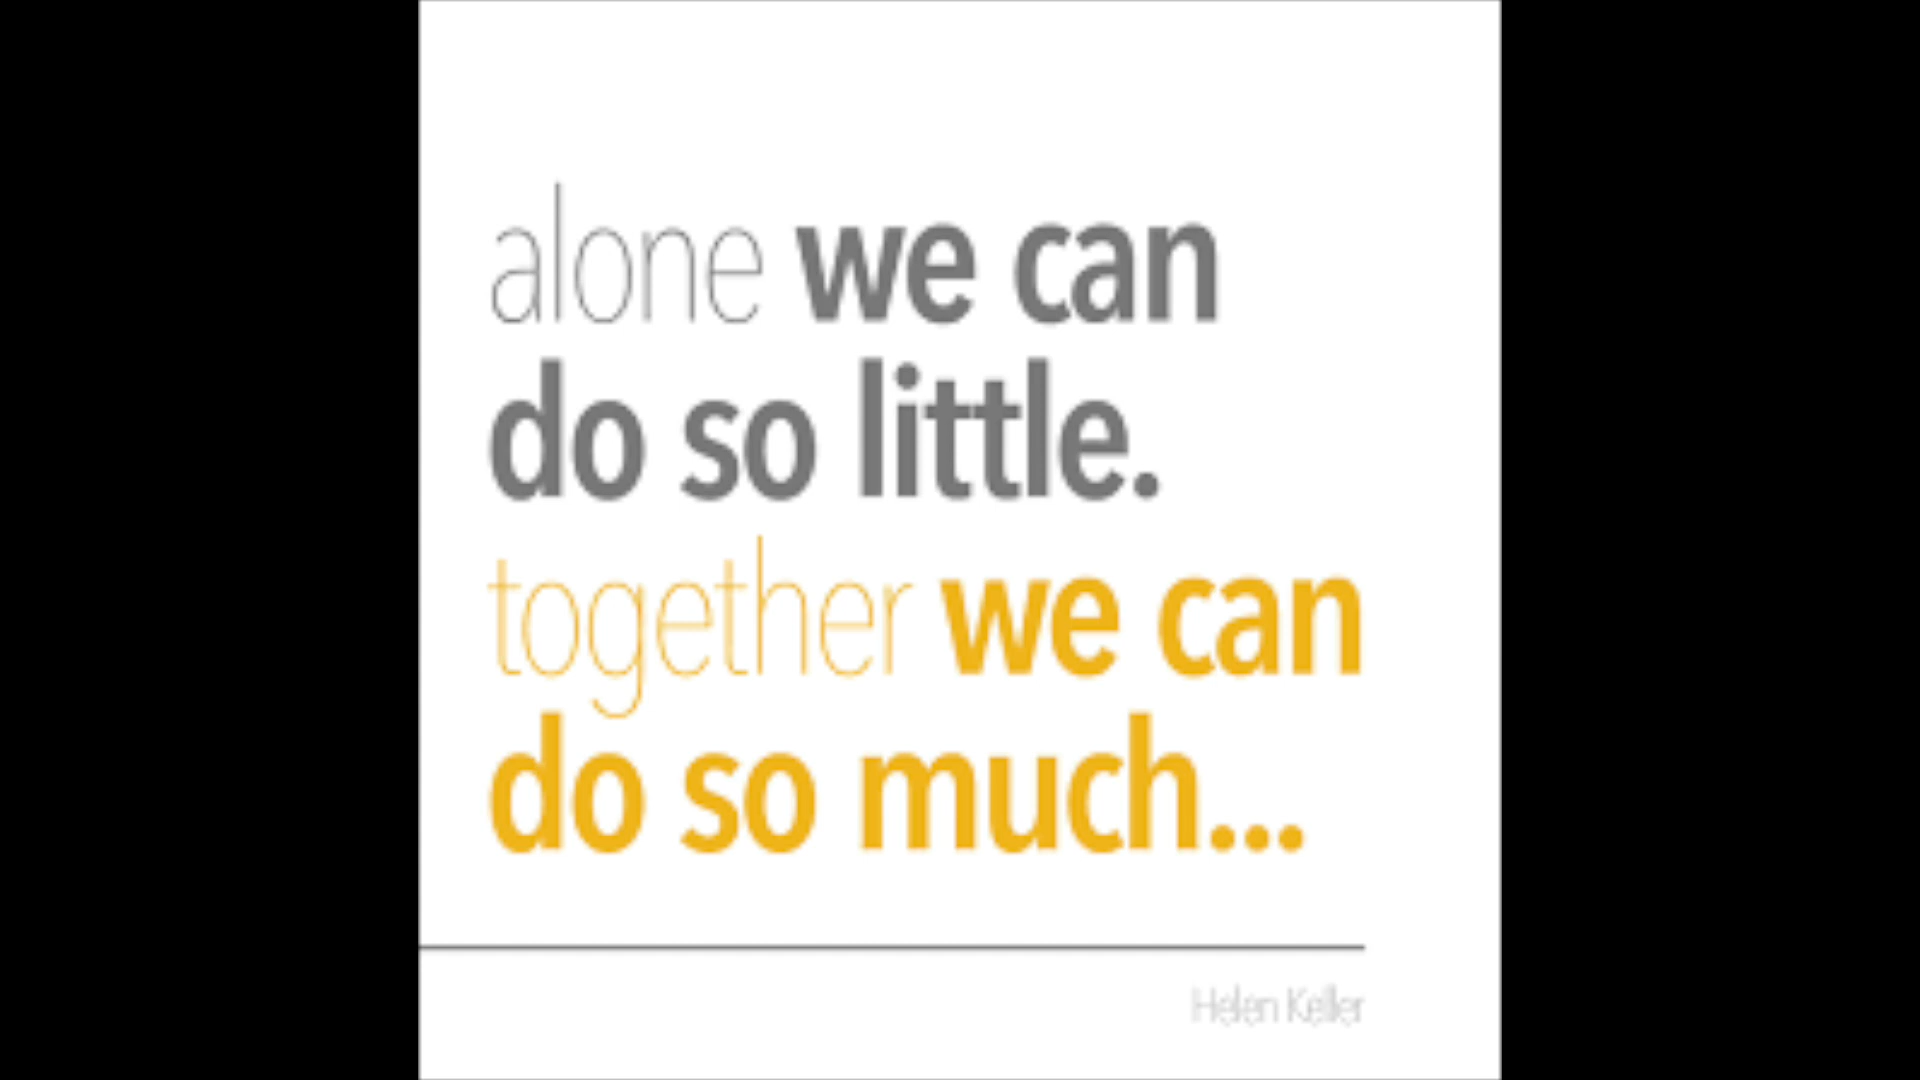 alone we can
do so little.
together we can
do so much...
Helen Keller